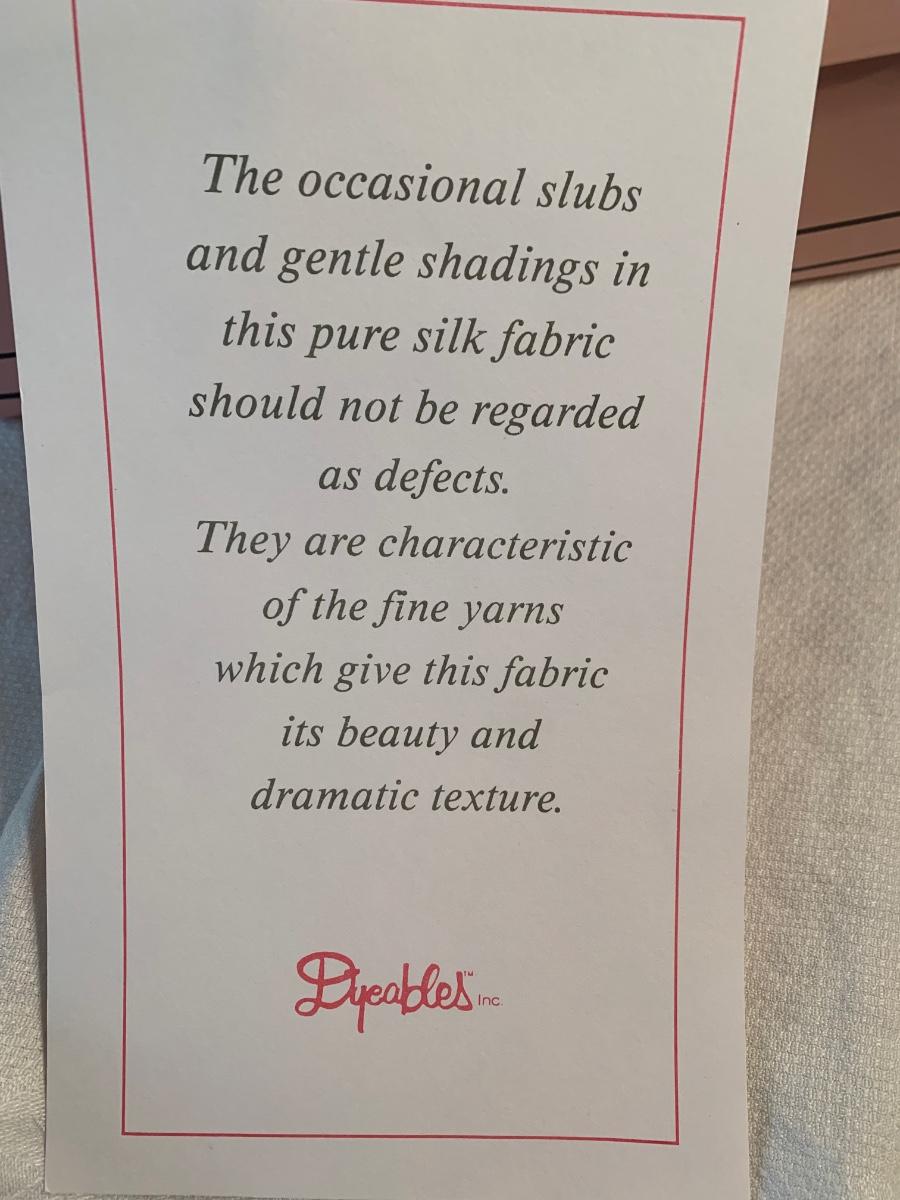 The occasional slubs
and gentle shadings in
this pure silk fabric
should not be regarded
as defects.
They are characteristic
of the fine yarns
which give this fabric
its beauty and
dramatic texture.
Dyeables™ Inc.